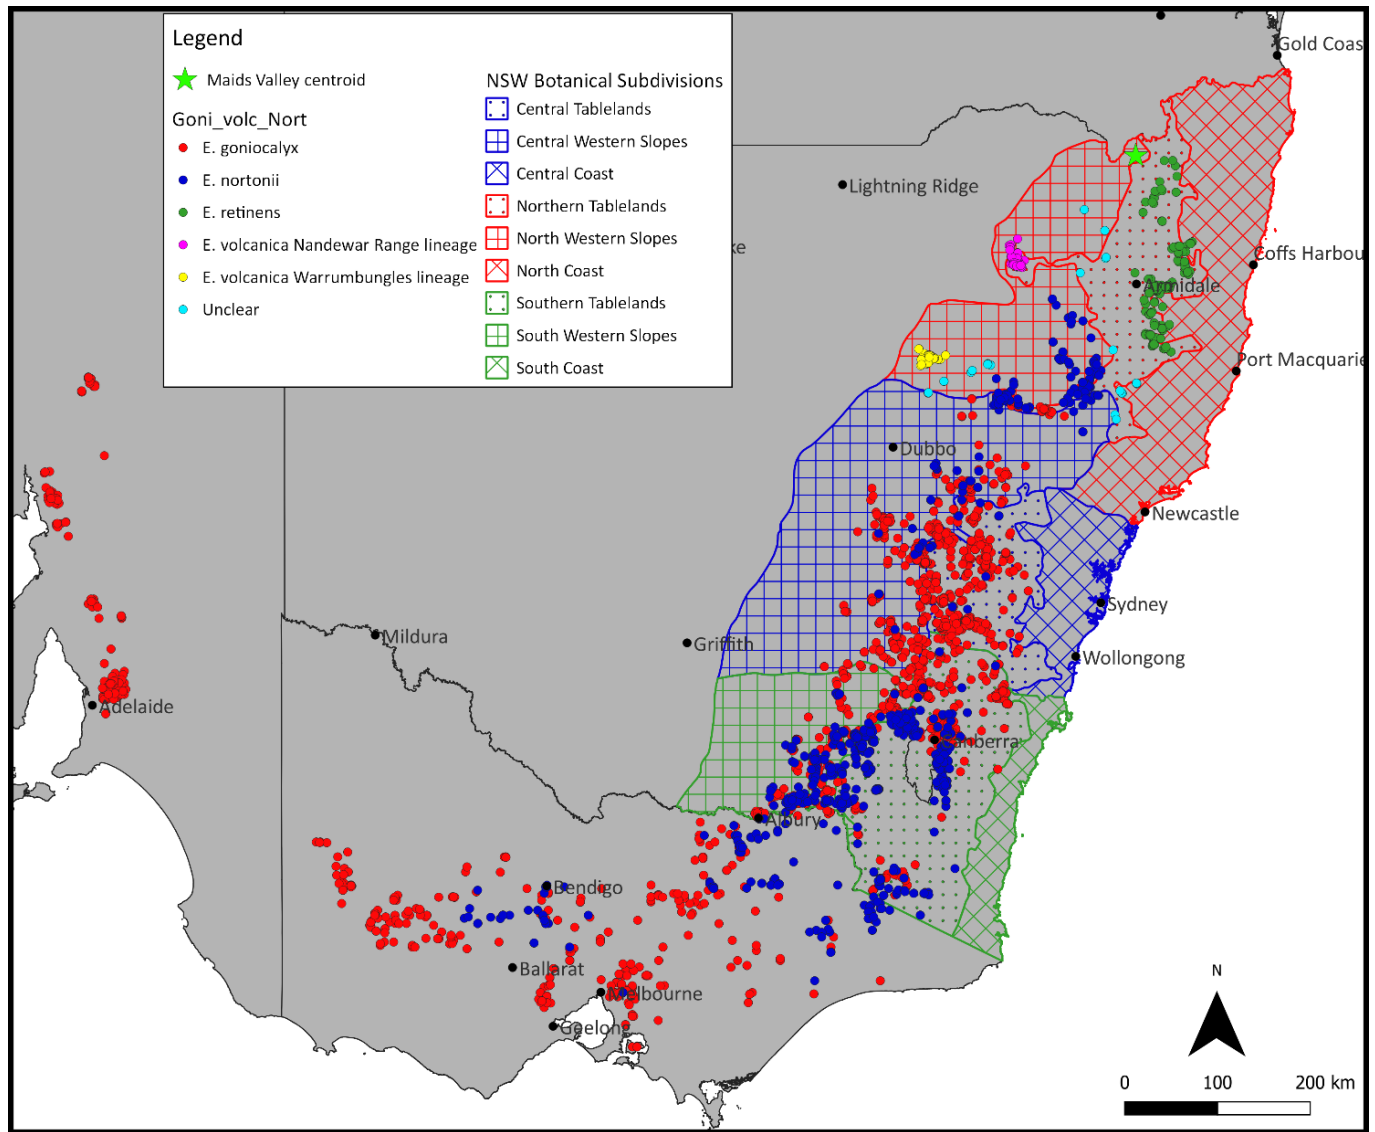 Legend
Maids Valley centroid
Goni_volc_Nort
E. goniocalyx
E. nortonii
E. retinens
E. volcanica Nandewar Range lineage
E. volcanica Warrumbungles lineage
Unclear
NSW Botanical Subdivisions
Central Tablelands
Central Western Slopes
Central Coast
Northern Tablelands
North Western Slopes
North Coast
Southern Tablelands
South Western Slopes
South Coast
Gold Coas
Lightning Ridge
ke
Coffs Harbou
Armidale
Port Macquarie
Dubbo
Newcastle
Sydney
Mildura
Griffith
Wollongong
Adelaide
Canberra
Albury
Bendigo
Ballarat
Melbourne
Geelong
N
0 100 200 km